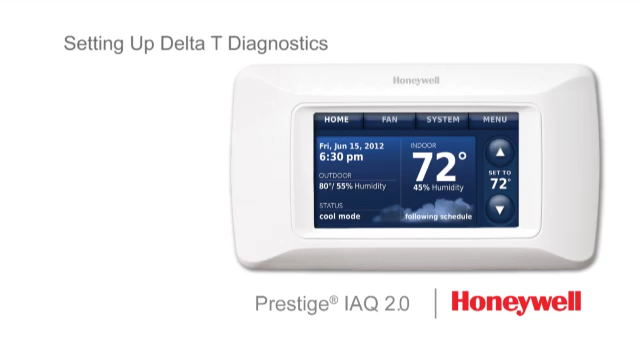 Setting Up Delta T Diagnostics
Honeywell
HOME FAN SYSTEM MENU
Fri, Jun 15, 2012
6:30 pm
OUTDOOR
80°/ 55% Humidity
STATUS
cool mode
INDOOR
72°
45% Humidity
following schedule
SET TO
72°
Prestige® IAQ 2.0
Honeywell